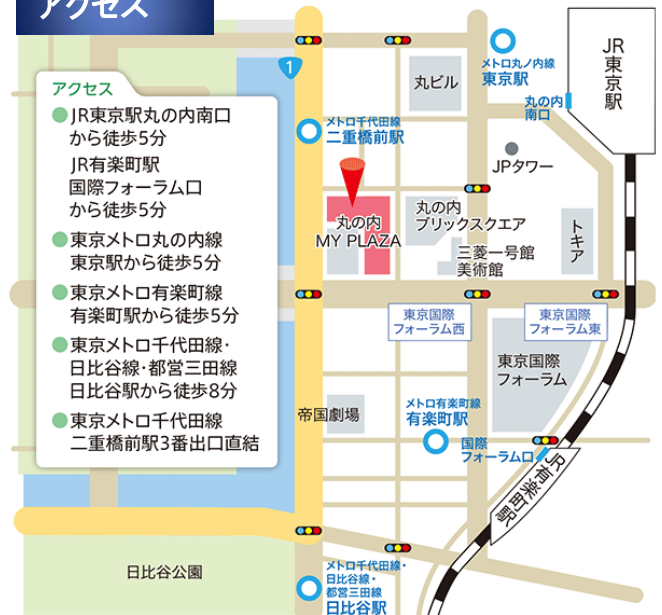 アクセス
アクセス
JR東京駅丸の内南口
から徒歩5分
JR有楽町駅
国際フォーラム口
から徒歩5分
東京メトロ丸の内線
東京駅から徒歩5分
東京メトロ有楽町線
有楽町駅から徒歩5分
東京メトロ千代田線・
日比谷線・都営三田線
日比谷駅から徒歩8分
東京メトロ千代田線
二重橋前駅3番出口直結
1
メトロ丸ノ内線
東京駅
JR東京駅
丸ビル
丸の内
南口
メトロ千代田線
二重橋前駅
JPタワー
丸の内
MY PLAZA
丸の内
ブリックスクエア
三菱一号館
美術館
トキア
東京国際
フォーラム西
東京国際
フォーラム東
東京国際
フォーラム
帝国劇場
メトロ有楽町線
有楽町駅
国際
フォーラム口
JR有楽町駅
日比谷公園
メトロ千代田線・
日比谷線・
都営三田線
日比谷駅